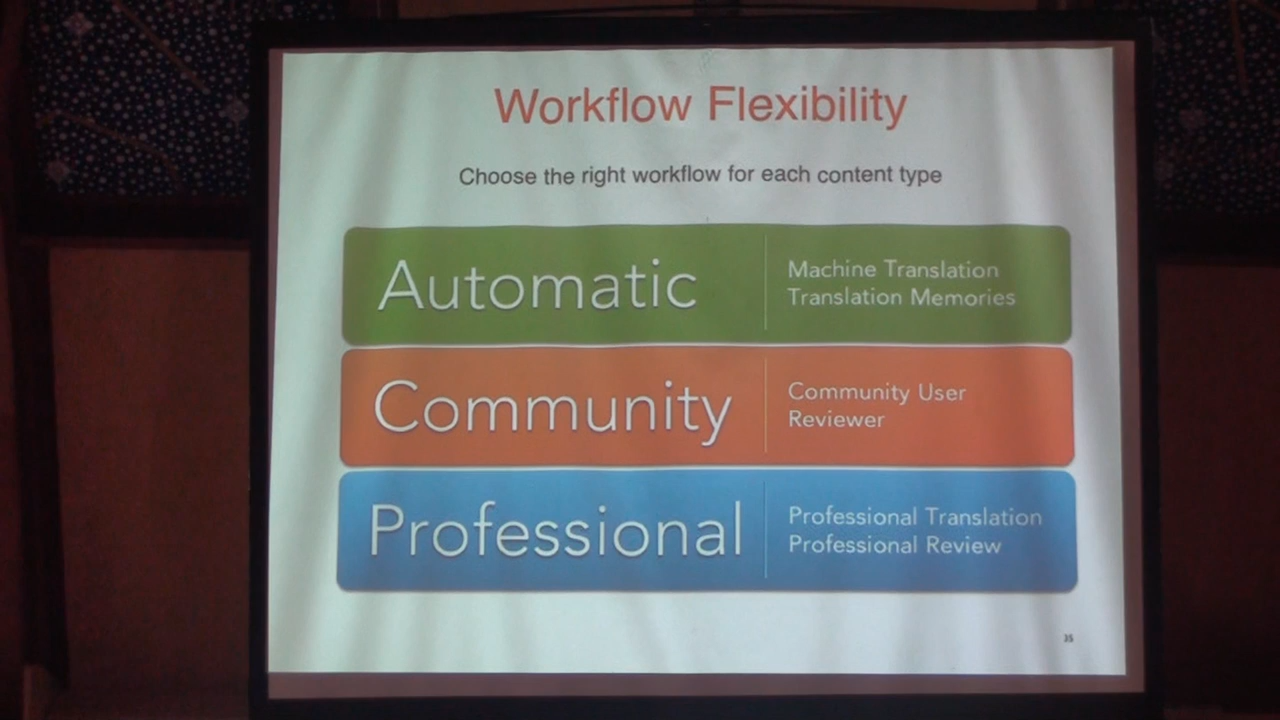 Workflow Flexibility
Choose the right workflow for each content type
Automatic
Machine Translation
Translation Memories
Community
Community User
Reviewer
Professional
Professional Translation
Professional Review
35